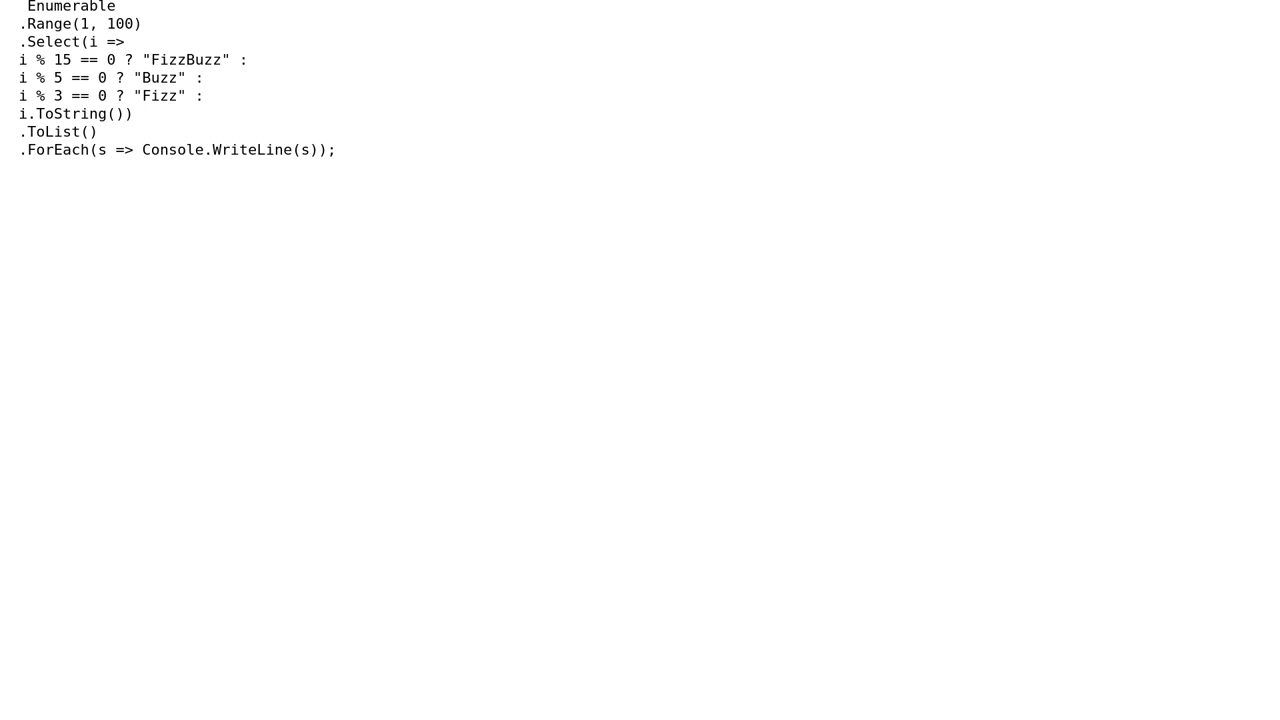 Enumerable
.Range(1, 100)
.Select(i =>
i % 15 == 0 ? "FizzBuzz" :
i % 5 == 0 ? "Buzz" :
i % 3 == 0 ? "Fizz" :
i.ToString())
.ToList()
.ForEach(s => Console.WriteLine(s));